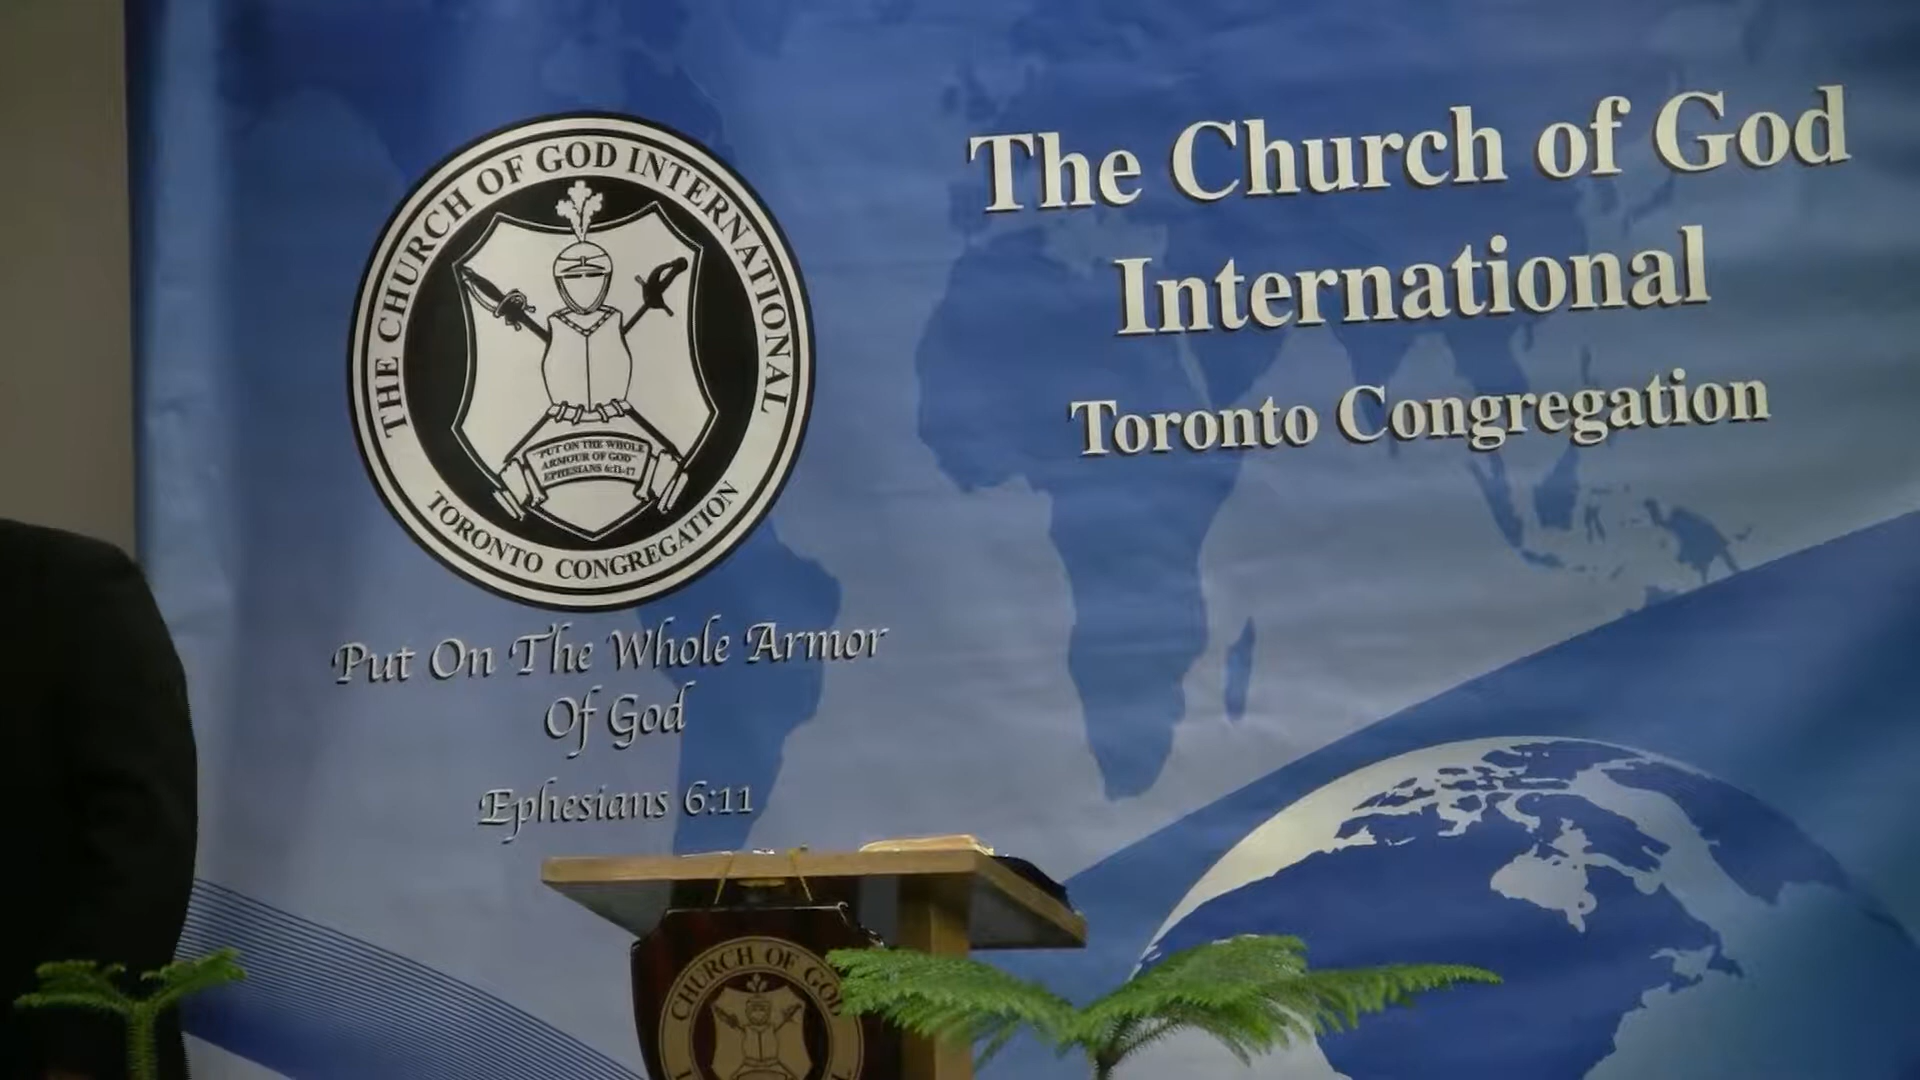 THE CHURCH OF GOD INTERNATIONAL
"PUT ON THE WHOLE
ARMOUR OF GOD"
EPHESIANS 6:11-17
TORONTO CONGREGATION
Put On The Whole Armor
Of God
Ephesians 6:11
The Church of God
International
Toronto Congregation
CHURCH OF GOD